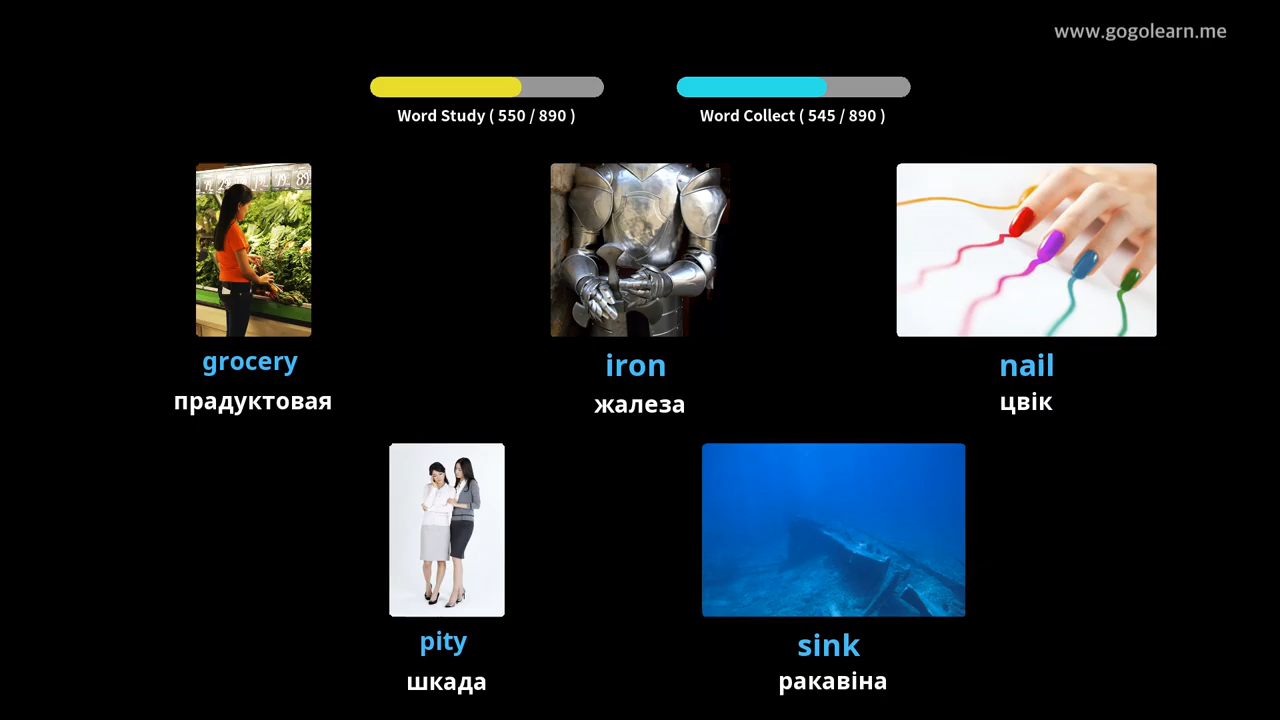 www.gogolearn.me
Word Study ( 550 / 890 )
Word Collect ( 545 / 890 )
grocery
прадуктовая
iron
жалеза
nail
цвік
pity
шкада
sink
ракавіна